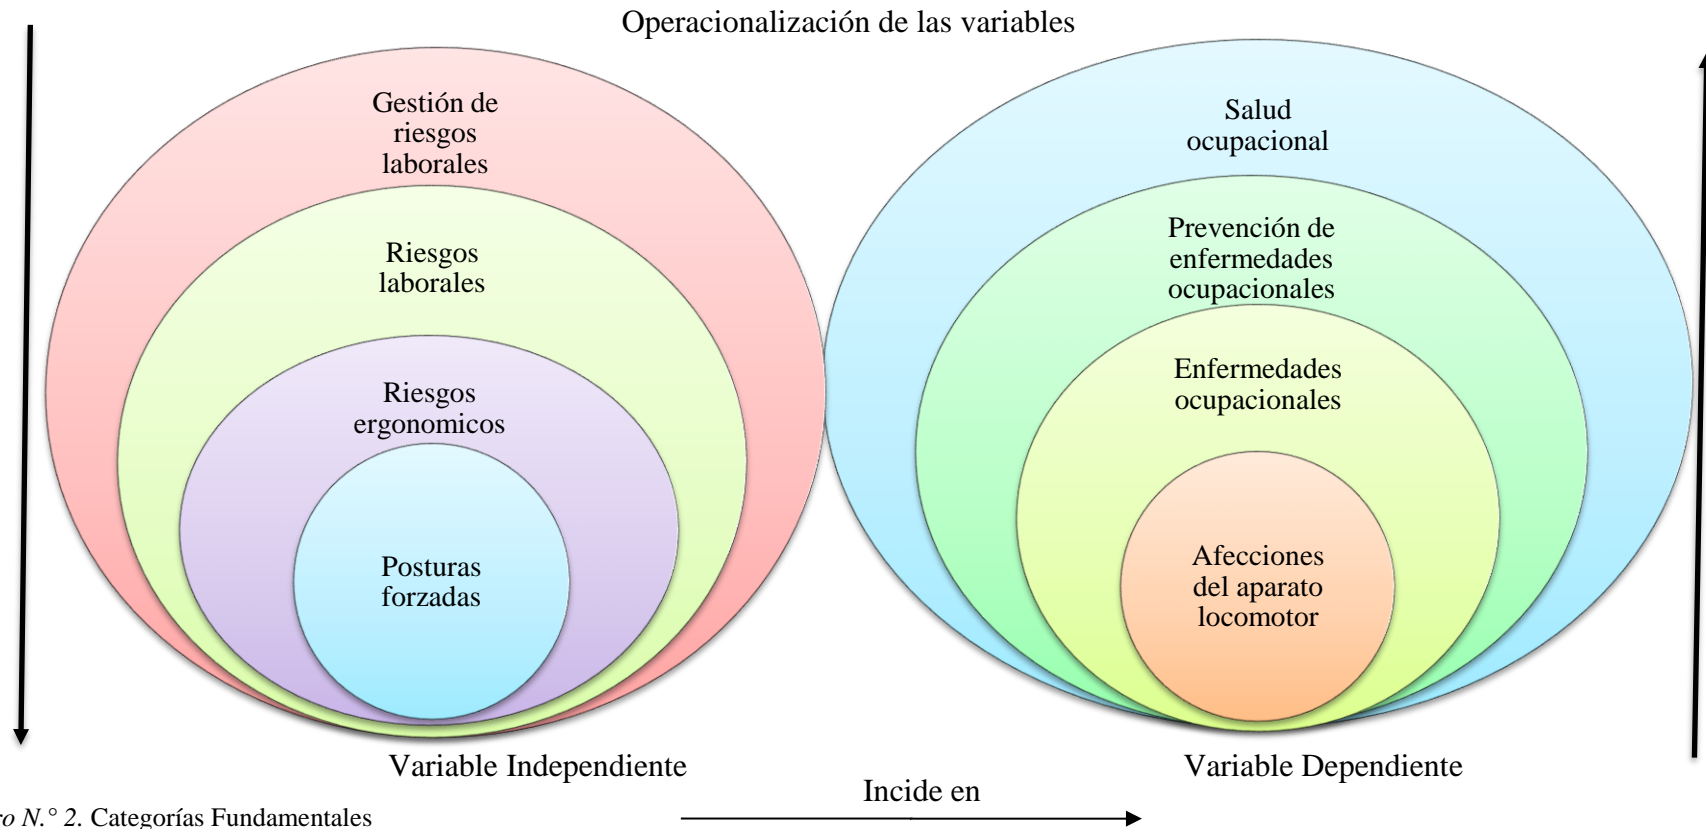 Operacionalización de las variables
Gestión de
riesgos
laborales
Riesgos
laborales
Riesgos
ergonomicos
Posturas
forzadas
Salud
ocupacional
Prevención de
enfermedades
ocupacionales
Enfermedades
ocupacionales
Afecciones
del aparato
locomotor
Variable Independiente
Variable Dependiente
Incide en
N.° 2. Categorías Fundamentales